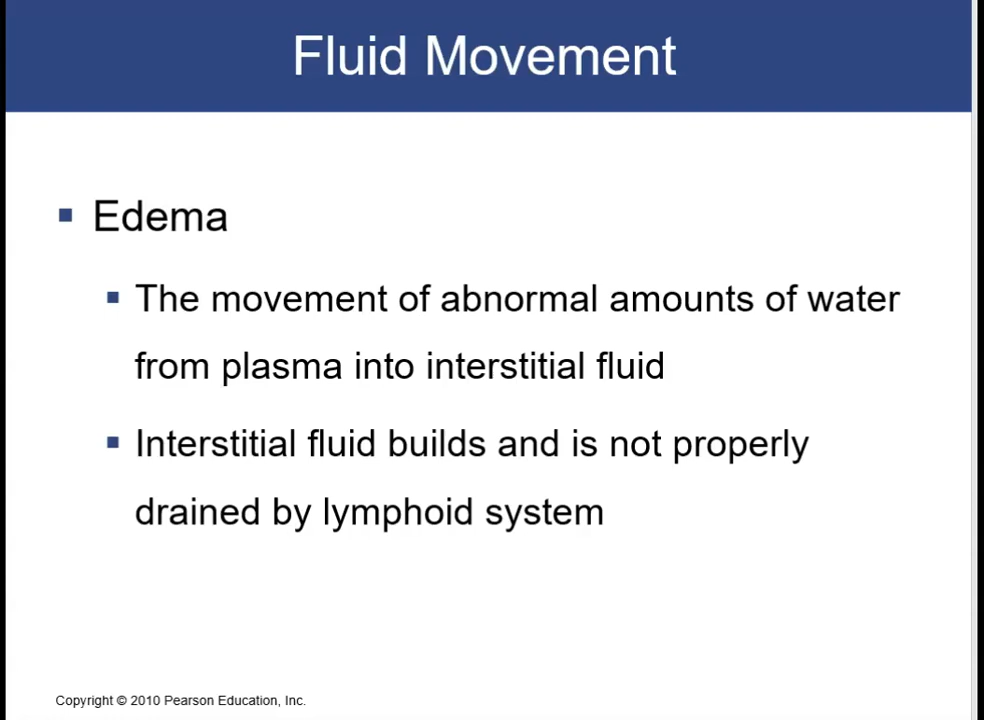 Fluid Movement
Edema
The movement of abnormal amounts of water
from plasma into interstitial fluid
Interstitial fluid builds and is not properly
drained by lymphoid system
Copyright © 2010 Pearson Education, Inc.